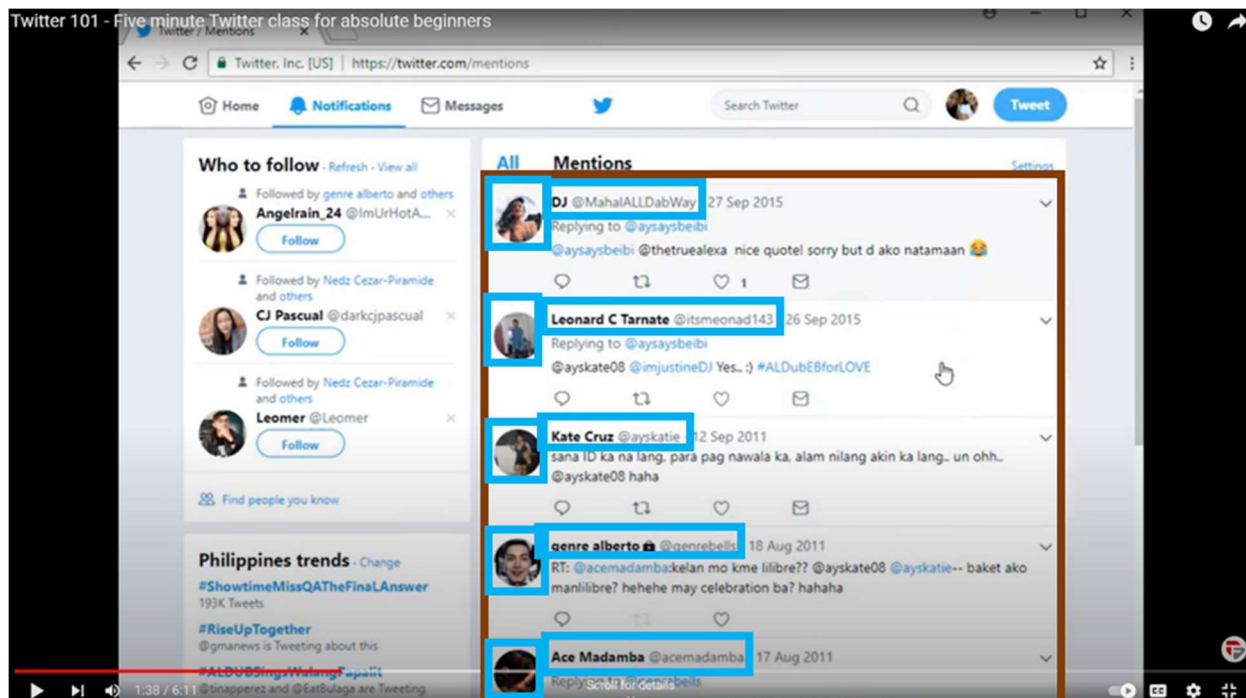 Twitter 101 - Five minute Twitter class for absolute beginners
Twitter / Mentions
Twitter, Inc. [US] | https://twitter.com/mentions
Home Notifications Messages Search Twitter Tweet
Who to follow · Refresh · View all
Followed by genre alberto and others
Angelrain_24 @ImUrHotA...
Follow
Followed by Nedz Cezar-Piramide
and others
CJ Pascual @darkcjpascual
Follow
Followed by Nedz Cezar-Piramide
and others
Leomer @Leomer
Follow
Find people you know
Philippines trends · Change
#ShowtimeMissQATheFinaLAnswer
193K Tweets
#RiseUpTogether
@gmanews is Tweeting about this
#ALDUBSingsWalangPapalit
@tinapperez and @EatBulaga are Tweeting
All Mentions Settings
DJ @MahalALLDabWay 27 Sep 2015
Replying to @aysaysbeibi
@aysaysbeibi @thetruealexa nice quote! sorry but d ako natamaan 😂
1
Leonard C Tarnate @itsmeonad143 26 Sep 2015
Replying to @aysaysbeibi
@ayskate08 @imjustineDJ Yes.. :) #ALDubEBforLOVE
Kate Cruz @ayskatie 12 Sep 2011
sana ID ka na lang, para pag nawala ka, alam nilang akin ka lang.. un ohh..
@ayskate08 haha
genre alberto @genrebells 18 Aug 2011
RT: @acemadamba:kelan mo kme lilibre?? @ayskate08 @ayskatie-- baket ako
manlilibre? hehehe may celebration ba? hahaha
Ace Madamba @acemadamba 17 Aug 2011
Replying to @genrebells
Scroll for details
1:38 / 6:11
CC